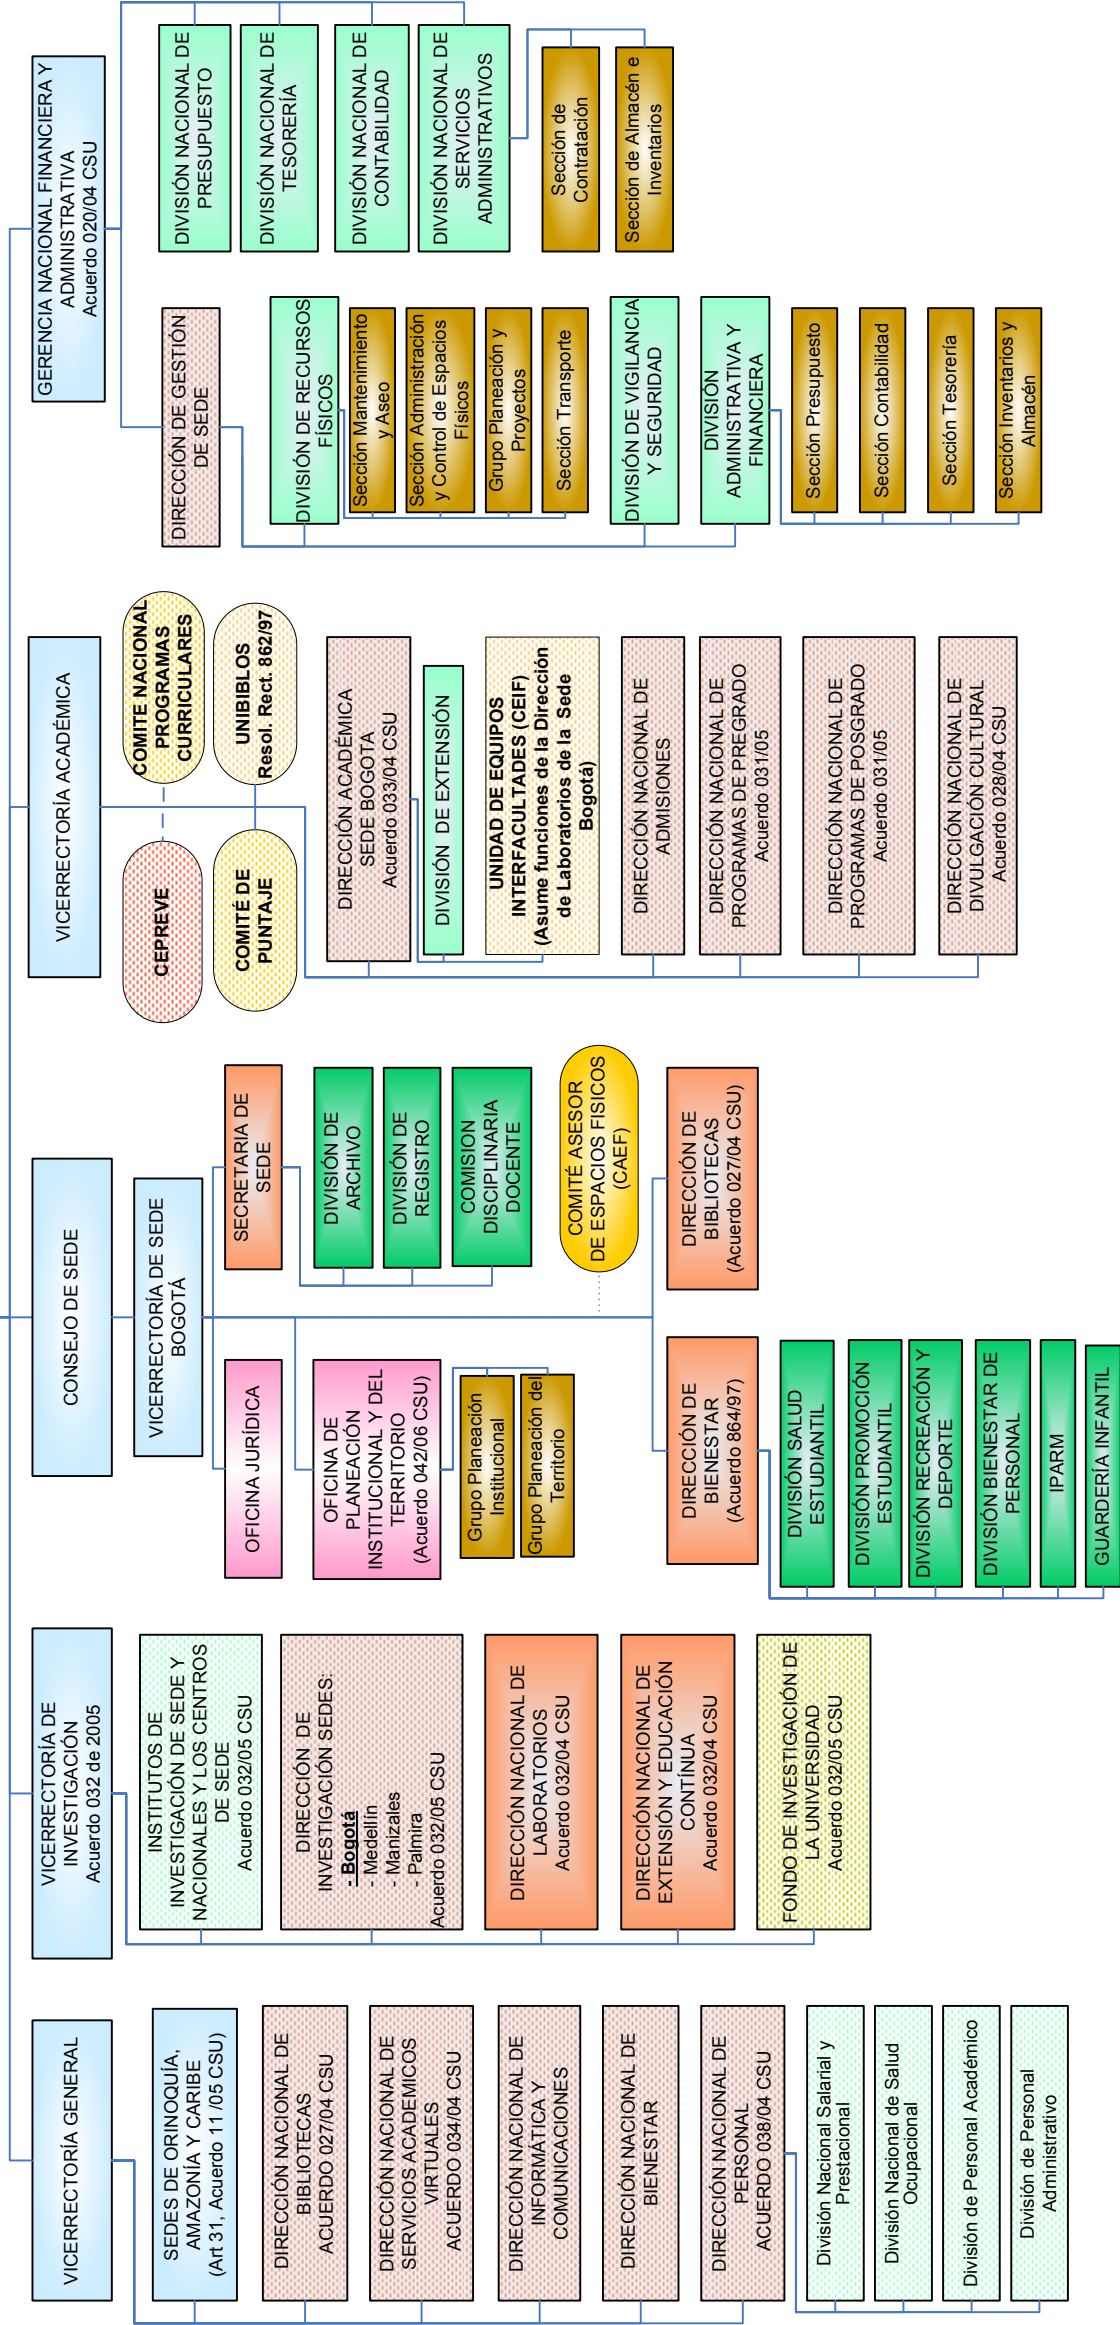 VICERRECTORÍA GENERAL
SEDES DE ORINOQUÍA,
AMAZONÍA Y CARIBE
(Art 31, Acuerdo 11 /05 CSU)
DIRECCIÓN NACIONAL DE
BIBLIOTECAS
ACUERDO 027/04 CSU
DIRECCIÓN NACIONAL DE
SERVICIOS ACADEMICOS
VIRTUALES
ACUERDO 034/04 CSU
DIRECCIÓN NACIONAL DE
INFORMÁTICA Y
COMUNICACIONES
DIRECCIÓN NACIONAL DE
BIENESTAR
DIRECCIÓN NACIONAL DE
PERSONAL
ACUERDO 038/04 CSU
División Nacional Salarial y
Prestacional
División Nacional de Salud
Ocupacional
División de Personal Académico
División de Personal
Administrativo
VICERRECTORÍA DE
INVESTIGACIÓN
Acuerdo 032 de 2005
INSTITUTOS DE
INVESTIGACIÓN DE SEDE Y
NACIONALES Y LOS CENTROS
DE SEDE
Acuerdo 032/05 CSU
DIRECCIÓN DE
INVESTIGACIÓN SEDES:
- Bogotá
- Medellín
- Manizales
- Palmira
Acuerdo 032/05 CSU
DIRECCIÓN NACIONAL DE
LABORATORIOS
Acuerdo 032/04 CSU
DIRECCIÓN NACIONAL DE
EXTENSIÓN Y EDUCACIÓN
CONTÍNUA
Acuerdo 032/04 CSU
FONDO DE INVESTIGACIÓN DE
LA UNIVERSIDAD
Acuerdo 032/05 CSU
CONSEJO DE SEDE
VICERRECTORÍA DE SEDE
BOGOTÁ
OFICINA JURÍDICA
SECRETARIA DE
SEDE
OFICINA DE
PLANEACIÓN
INSTITUCIONAL Y DEL
TERRITORIO
(Acuerdo 042/06 CSU)
Grupo Planeación
Institucional
Grupo Planeación del
Territorio
DIVISIÓN DE
ARCHIVO
DIVISIÓN DE
REGISTRO
COMISION
DISCIPLINARIA
DOCENTE
COMITÉ ASESOR
DE ESPACIOS FISICOS
(CAEF)
DIRECCIÓN DE
BIENESTAR
(Acuerdo 864/97)
DIRECCIÓN DE
BIBLIOTECAS
(Acuerdo 027/04 CSU)
DIVISIÓN SALUD
ESTUDIANTIL
DIVISIÓN PROMOCIÓN
ESTUDIANTIL
DIVISIÓN RECREACIÓN Y
DEPORTE
DIVISIÓN BIENESTAR DE
PERSONAL
IPARM
GUARDERÍA INFANTIL
VICERRECTORÍA ACADÉMICA
CEPREVE
COMITE NACIONAL
PROGRAMAS
CURRICULARES
COMITÉ DE
PUNTAJE
UNIBIBLOS
Resol. Rect. 862/97
DIRECCIÓN ACADÉMICA
SEDE BOGOTA
Acuerdo 033/04 CSU
DIVISIÓN DE EXTENSIÓN
UNIDAD DE EQUIPOS
INTERFACULTADES (CEIF)
(Asume funciones de la Dirección
de Laboratorios de la Sede
Bogotá)
DIRECCIÓN NACIONAL DE
ADMISIONES
DIRECCIÓN NACIONAL DE
PROGRAMAS DE PREGRADO
Acuerdo 031/05
DIRECCIÓN NACIONAL DE
PROGRAMAS DE POSGRADO
Acuerdo 031/05
DIRECCIÓN NACIONAL DE
DIVULGACIÓN CULTURAL
Acuerdo 028/04 CSU
GERENCIA NACIONAL FINANCIERA Y
ADMINISTRATIVA
Acuerdo 020/04 CSU
DIRECCIÓN DE GESTIÓN
DE SEDE
DIVISIÓN DE RECURSOS
FÍSICOS
Sección Mantenimiento
y Aseo
Sección Administración
y Control de Espacios
Físicos
Grupo Planeación y
Proyectos
Sección Transporte
DIVISIÓN DE VIGILANCIA
Y SEGURIDAD
DIVISIÓN
ADMINISTRATIVA Y
FINANCIERA
Sección Presupuesto
Sección Contabilidad
Sección Tesorería
Sección Inventarios y
Almacén
DIVISIÓN NACIONAL DE
PRESUPUESTO
DIVISIÓN NACIONAL DE
TESORERÍA
DIVISIÓN NACIONAL DE
CONTABILIDAD
DIVISIÓN NACIONAL DE
SERVICIOS
ADMINISTRATIVOS
Sección de
Contratación
Sección de Almacén e
Inventarios